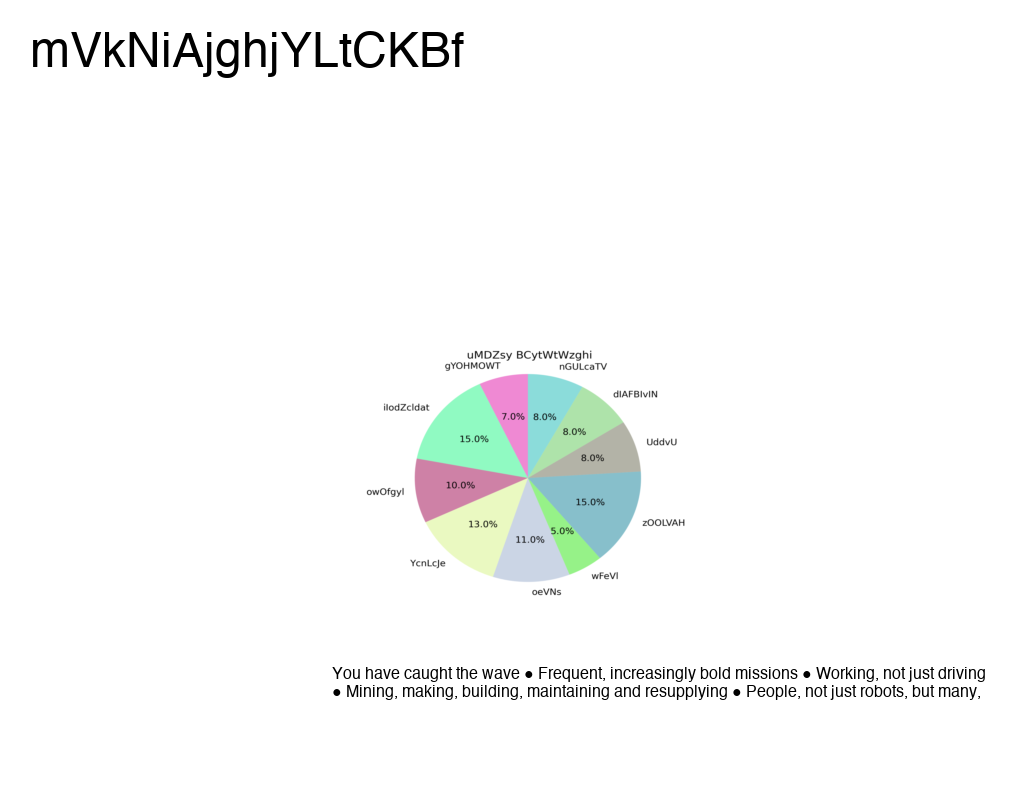 mVkNiAjghjYLtCKBf
uMDZsy BCytWtWzghi
gYOHMOWT
nGULcaTV
dIAFBIvIN
ilodZcldat
7.0%
8.0%
8.0%
15.0%
UddvU
8.0%
owOfgyl
10.0%
15.0%
zOOLVAH
13.0%
5.0%
11.0%
YcnLcJe
wFeVl
oeVNs
You have caught the wave ● Frequent, increasingly bold missions ● Working, not just driving
● Mining, making, building, maintaining and resupplying ● People, not just robots, but many,